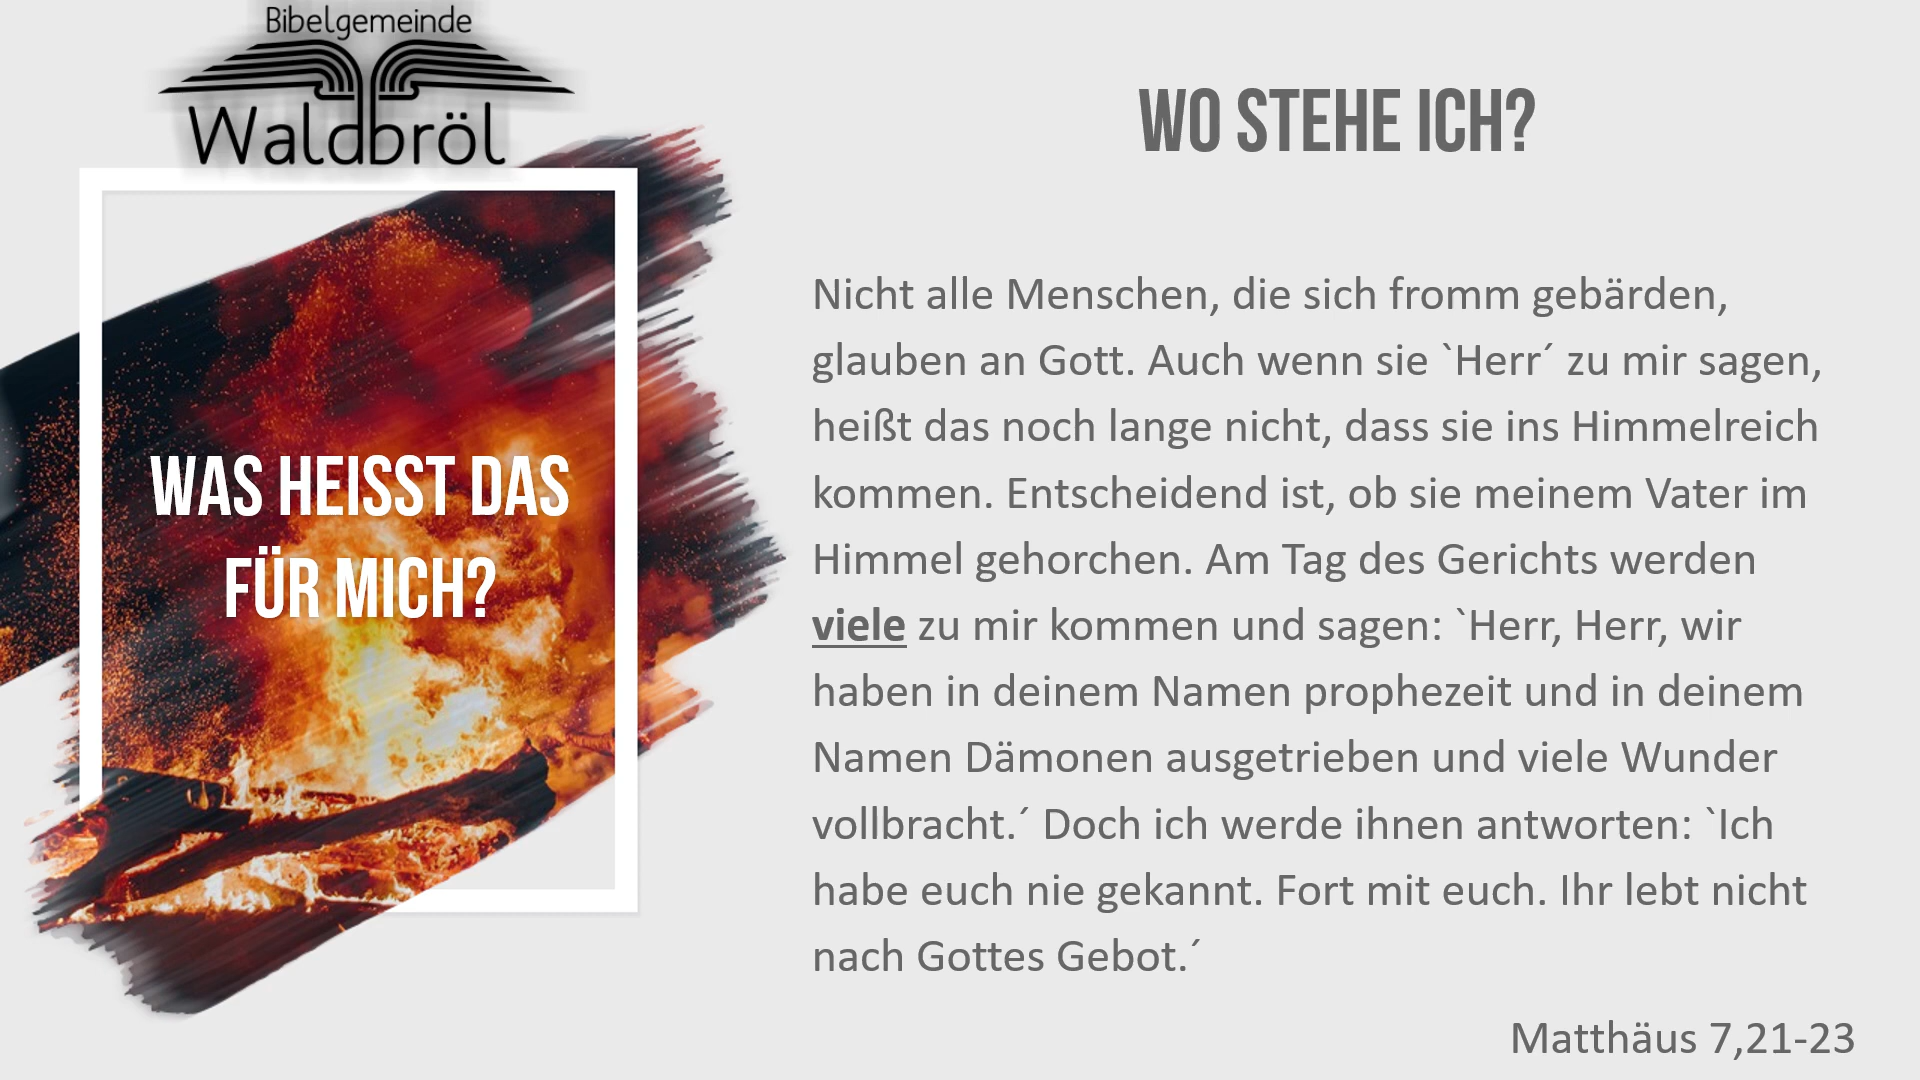 Bibelgemeinde
Waldbröl
WAS HEISST DAS
FÜR MICH?
WO STEHE ICH?
Nicht alle Menschen, die sich fromm gebärden,
glauben an Gott. Auch wenn sie `Herr´ zu mir sagen,
heißt das noch lange nicht, dass sie ins Himmelreich
kommen. Entscheidend ist, ob sie meinem Vater im
Himmel gehorchen. Am Tag des Gerichts werden
viele zu mir kommen und sagen: `Herr, Herr, wir
haben in deinem Namen prophezeit und in deinem
Namen Dämonen ausgetrieben und viele Wunder
vollbracht.´ Doch ich werde ihnen antworten: `Ich
habe euch nie gekannt. Fort mit euch. Ihr lebt nicht
nach Gottes Gebot.´
Matthäus 7,21-23